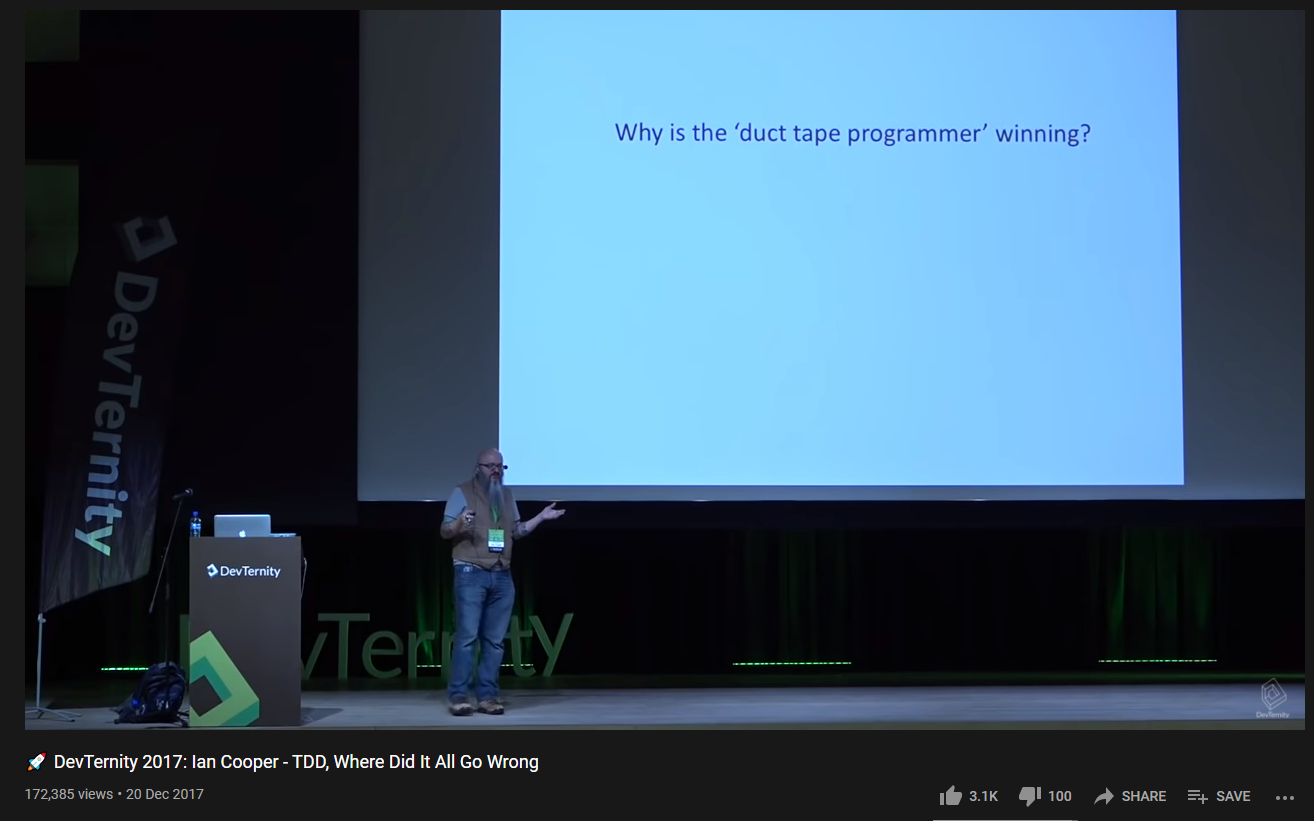 Why is the ‘duct tape programmer’ winning?
DevTernity
DevTernity
DevTernity
DevTernity
🚀 DevTernity 2017: Ian Cooper - TDD, Where Did It All Go Wrong
172,385 views • 20 Dec 2017
3.1K
100
SHARE
SAVE